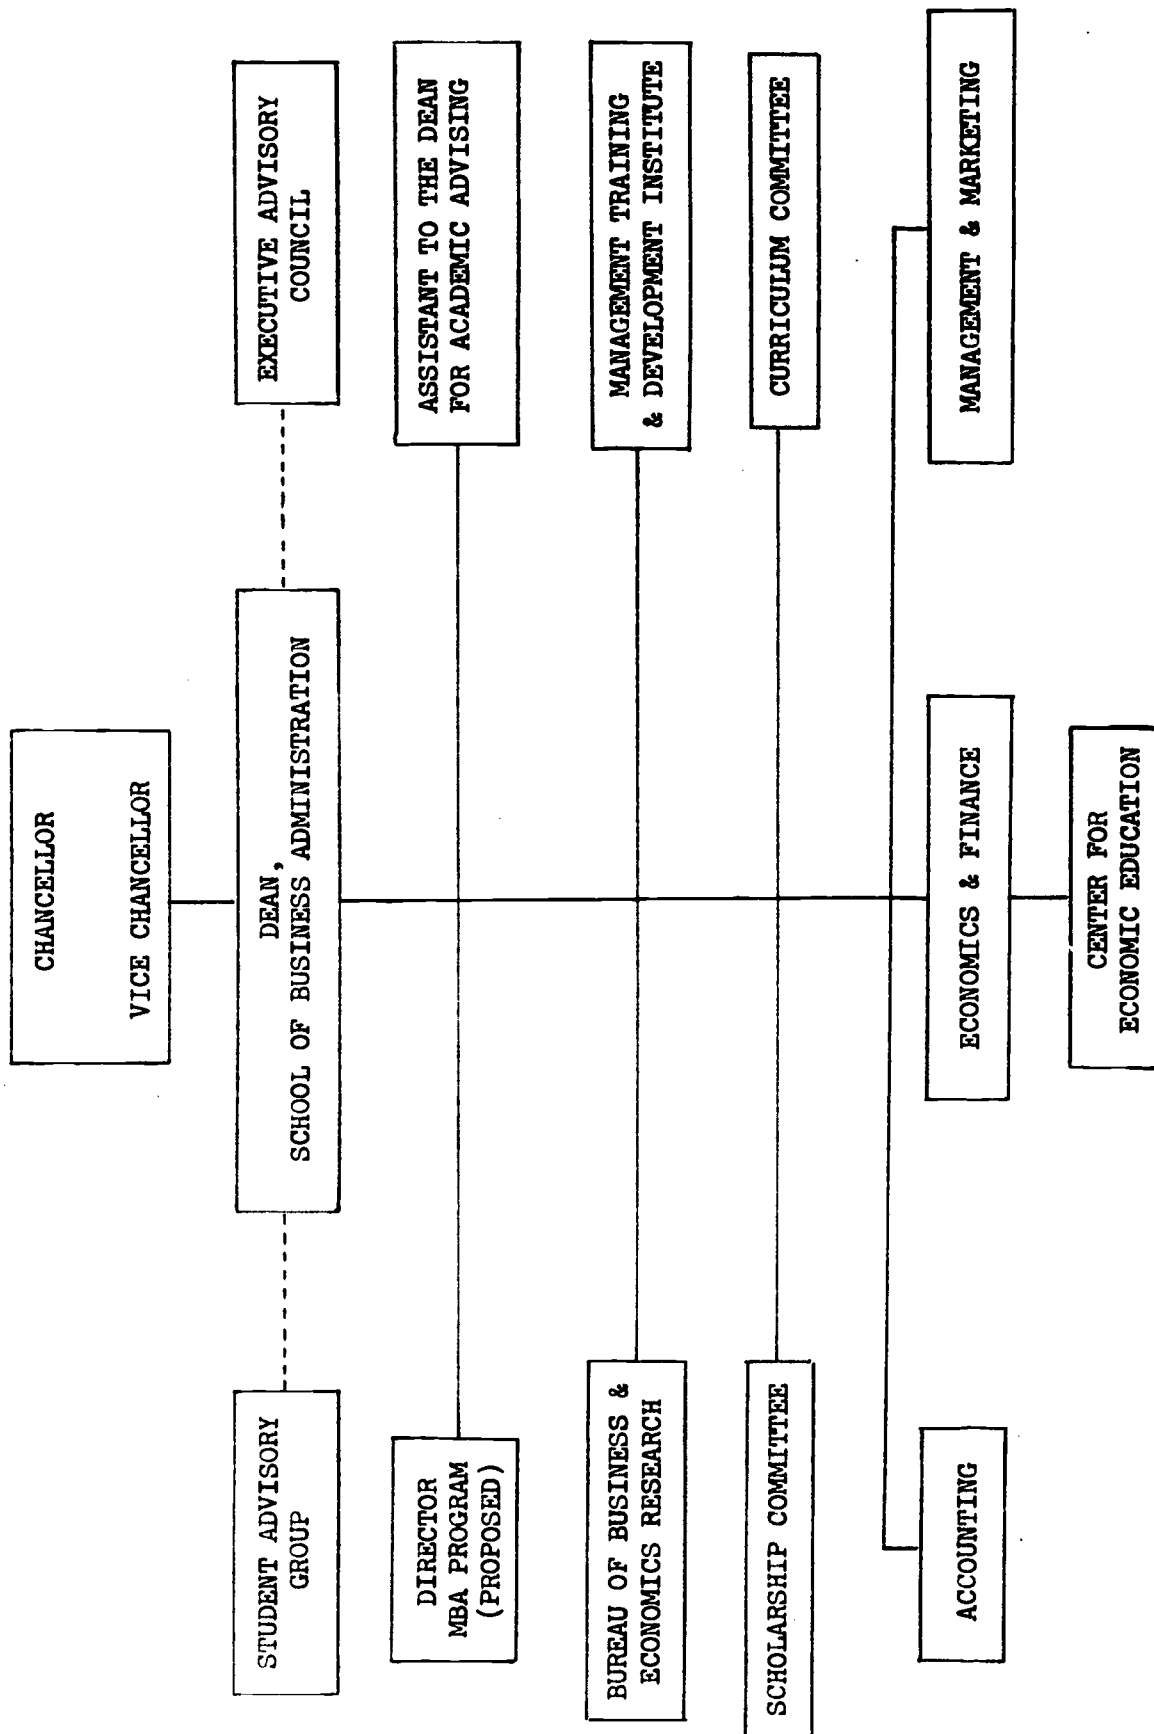 CHANCELLOR
VICE CHANCELLOR
STUDENT ADVISORY
GROUP
DEAN,
SCHOOL OF BUSINESS ADMINISTRATION
EXECUTIVE ADVISORY
COUNCIL
DIRECTOR
MBA PROGRAM
(PROPOSED)
ASSISTANT TO THE DEAN
FOR ACADEMIC ADVISING
BUREAU OF BUSINESS &
ECONOMICS RESEARCH
MANAGEMENT TRAINING
& DEVELOPMENT INSTITUTE
SCHOLARSHIP COMMITTEE
CURRICULUM COMMITTEE
ACCOUNTING
ECONOMICS & FINANCE
MANAGEMENT & MARKETING
CENTER FOR
ECONOMIC EDUCATION